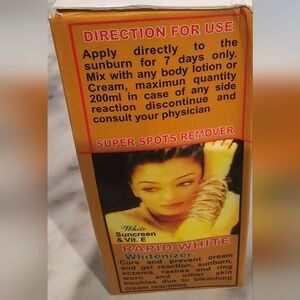 DIRECTION FOR USE
Apply directly to the
sunburn for 7 days only.
Mix with any body lotion or
Cream, maximun quantity
200ml in case of any side
reaction discontinue and
consult your physician
SUPER SPOTS REMOVER
White
Suncreen
& Vit. E
RAPID WHITE
Whitenizer
Cure and prevent cream
and gel reaction, sunburn,
eczema, rashes and ring
worn and other skin
troubles due to bleaching
cream reactions.